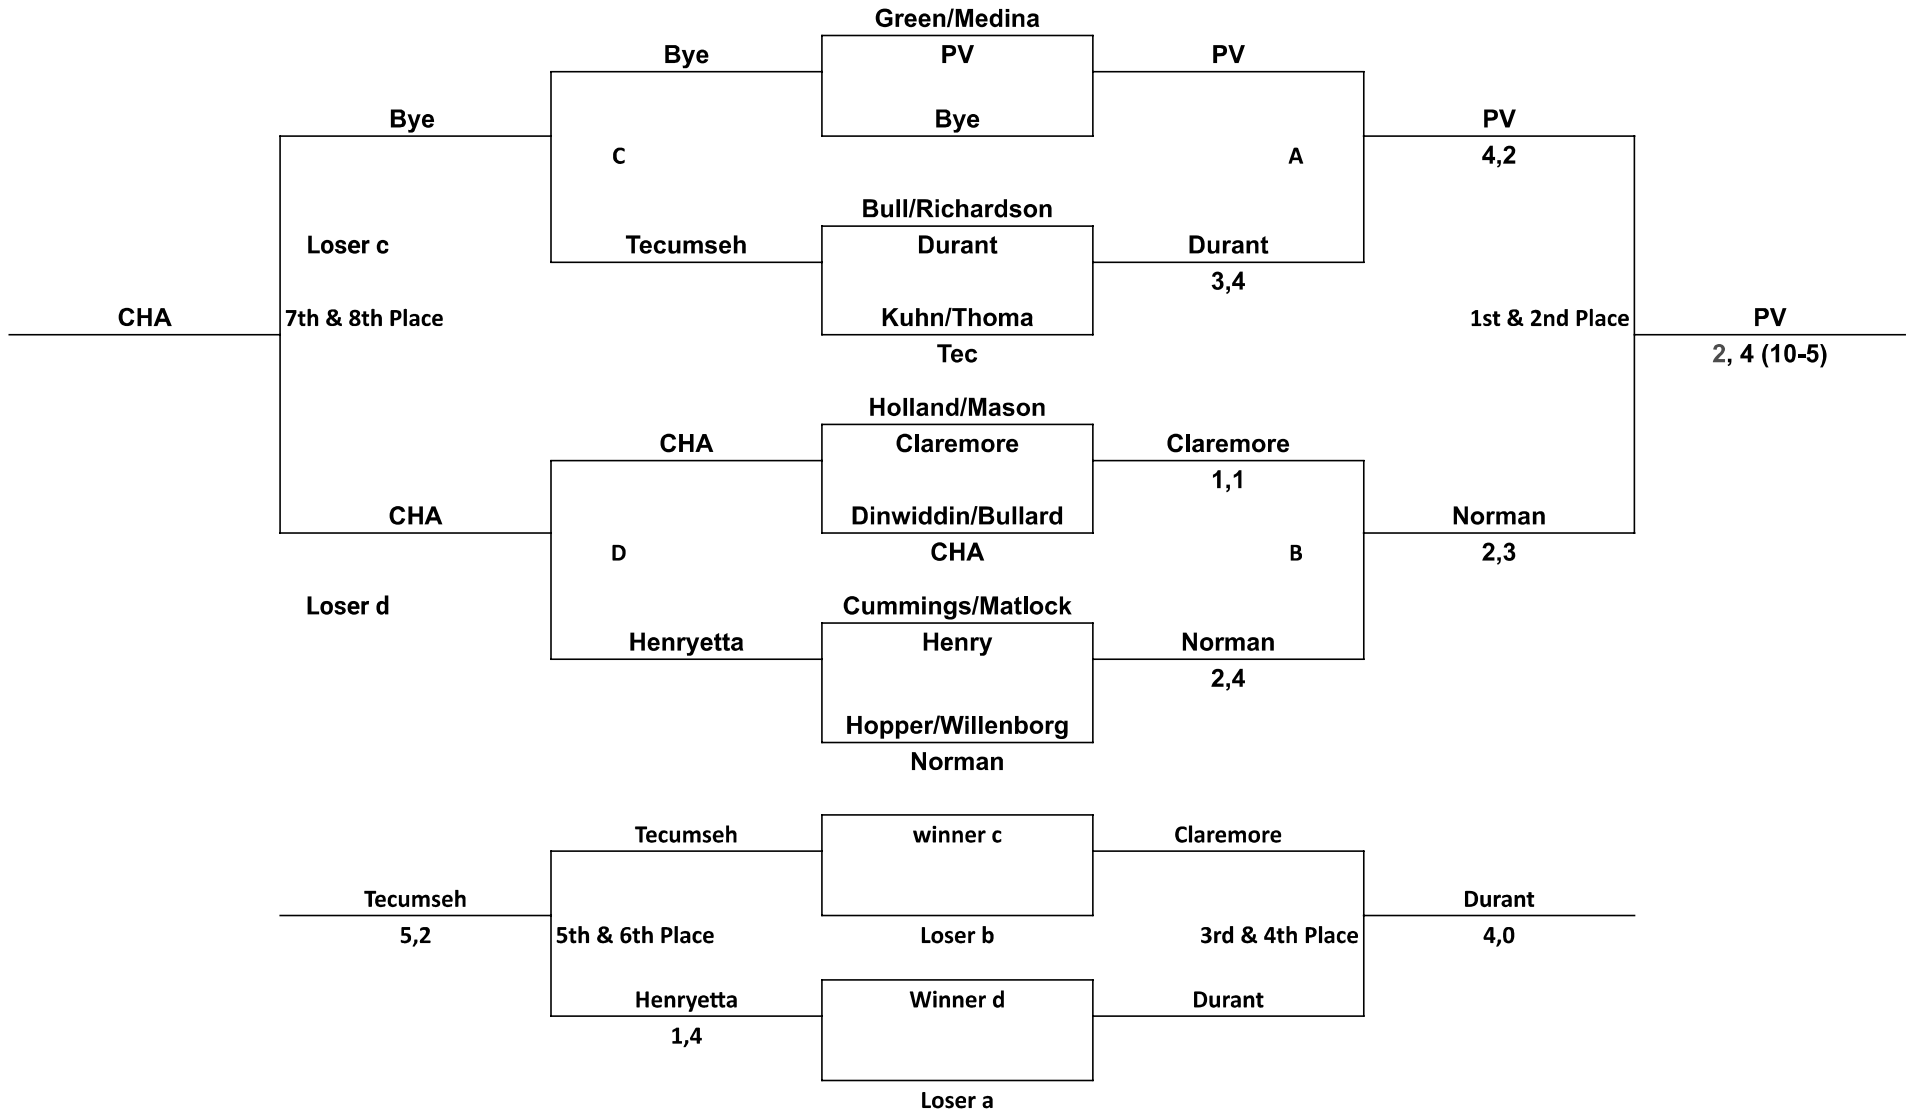 Green/Medina
Bye
PV
PV
Bye
Bye
PV
C
A
4,2
Bull/Richardson
Loser c
Tecumseh
Durant
Durant
3,4
CHA
7th & 8th Place
Kuhn/Thoma
1st & 2nd Place
PV
Tec
2, 4 (10-5)
Holland/Mason
CHA
Claremore
Claremore
1,1
CHA
Dinwiddin/Bullard
Norman
D
CHA
B
2,3
Loser d
Cummings/Matlock
Henryetta
Henry
Norman
2,4
Hopper/Willenborg
Norman
Tecumseh
winner c
Claremore
Tecumseh
Durant
5,2
5th & 6th Place
Loser b
3rd & 4th Place
4,0
Henryetta
Winner d
Durant
1,4
Loser a